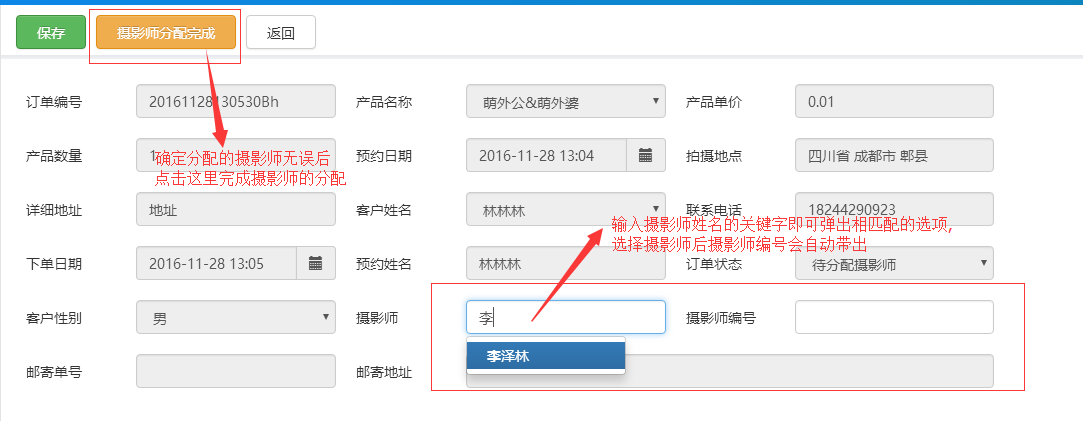 保存 摄影师分配完成 返回
订单编号 20161128130530Bh 产品名称 萌外公&萌外婆 产品单价 0.01
产品数量 1 预约日期 2016-11-28 13:04 拍摄地点 四川省 成都市 郫县
确定分配的摄影师无误后
点击这里完成摄影师的分配
详细地址 地址 客户姓名 林林林 联系电话 18244290923
输入摄影师姓名的关键字即可弹出相匹配的选项,
选择摄影师后摄影师编号会自动带出
下单日期 2016-11-28 13:05 预约姓名 林林林 订单状态 待分配摄影师
客户性别 男 摄影师 李 摄影师编号
李泽林
邮寄单号 邮寄地址